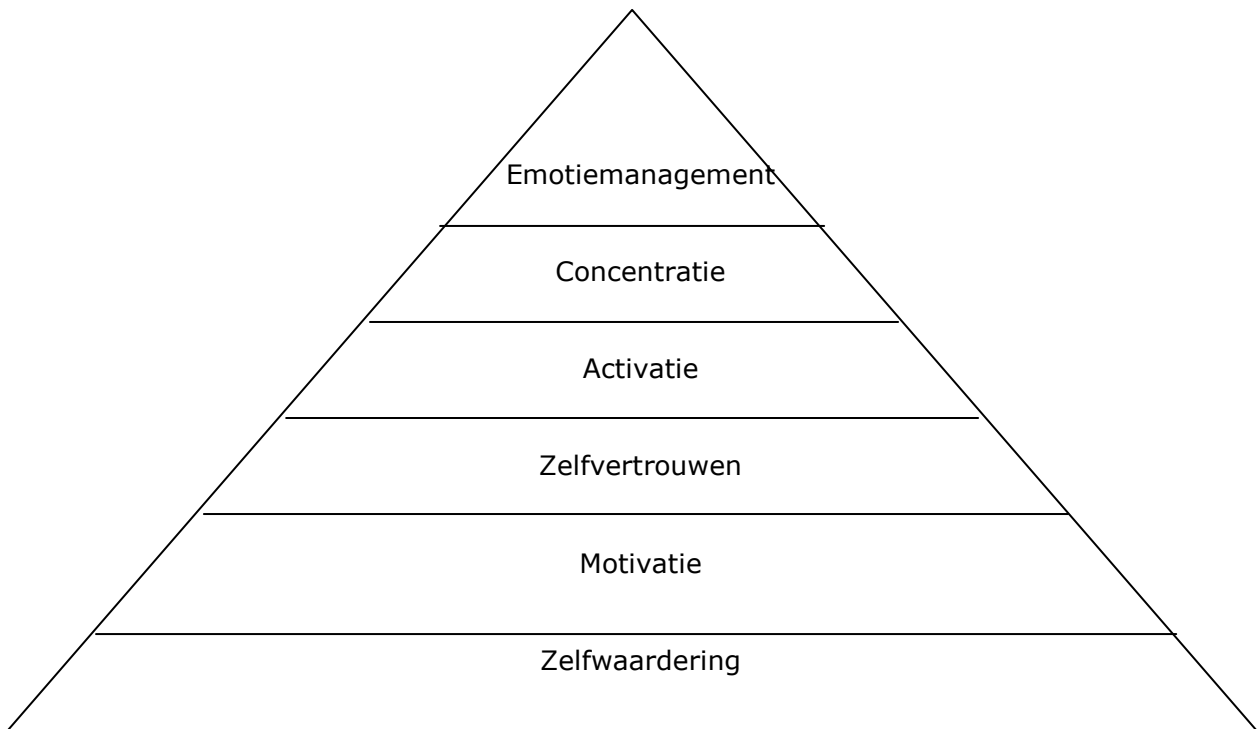 Emotiemanagement
Concentratie
Activatie
Zelfvertrouwen
Motivatie
Zelfwaardering